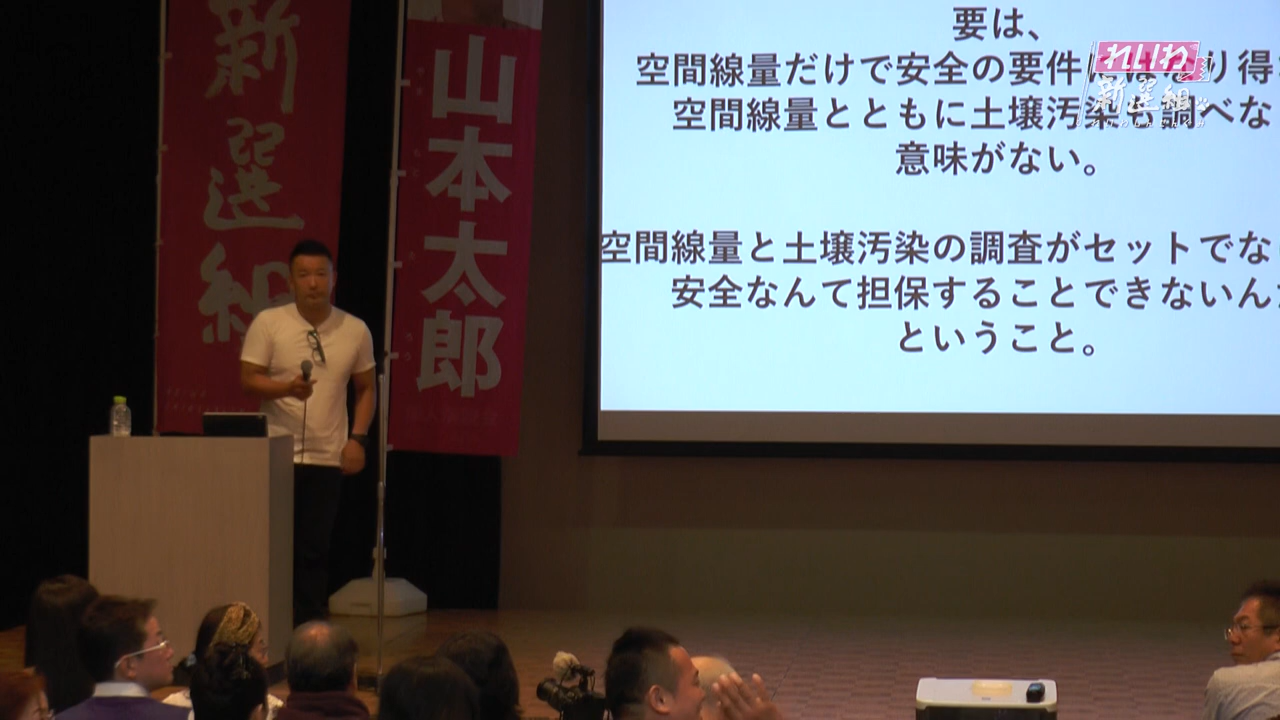 新選組
山本太郎
要は、
空間線量だけで安全の要件にはなり得
空間線量とともに土壌汚染も調べな
意味がない。
空間線量と土壌汚染の調査がセットでな
安全なんて担保することできないん
ということ。
れいわ
新選組